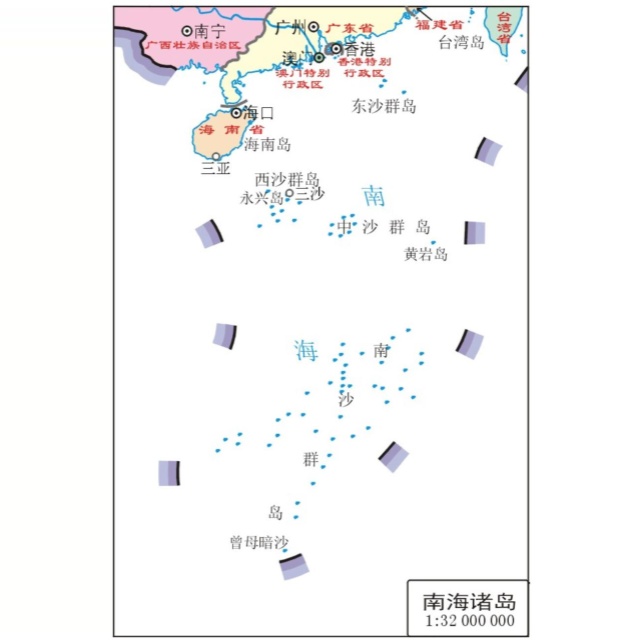 南宁
广西壮族自治区
广州
广东省
福建省
台湾省
台湾岛
澳门
香港
香港特别
行政区
澳门特别
行政区
东沙群岛
海口
海南省
海南岛
三亚
西沙群岛
永兴岛
三沙
南
中沙群岛
黄岩岛
海
南
沙
群
岛
曾母暗沙
南海诸岛
1:32 000 000